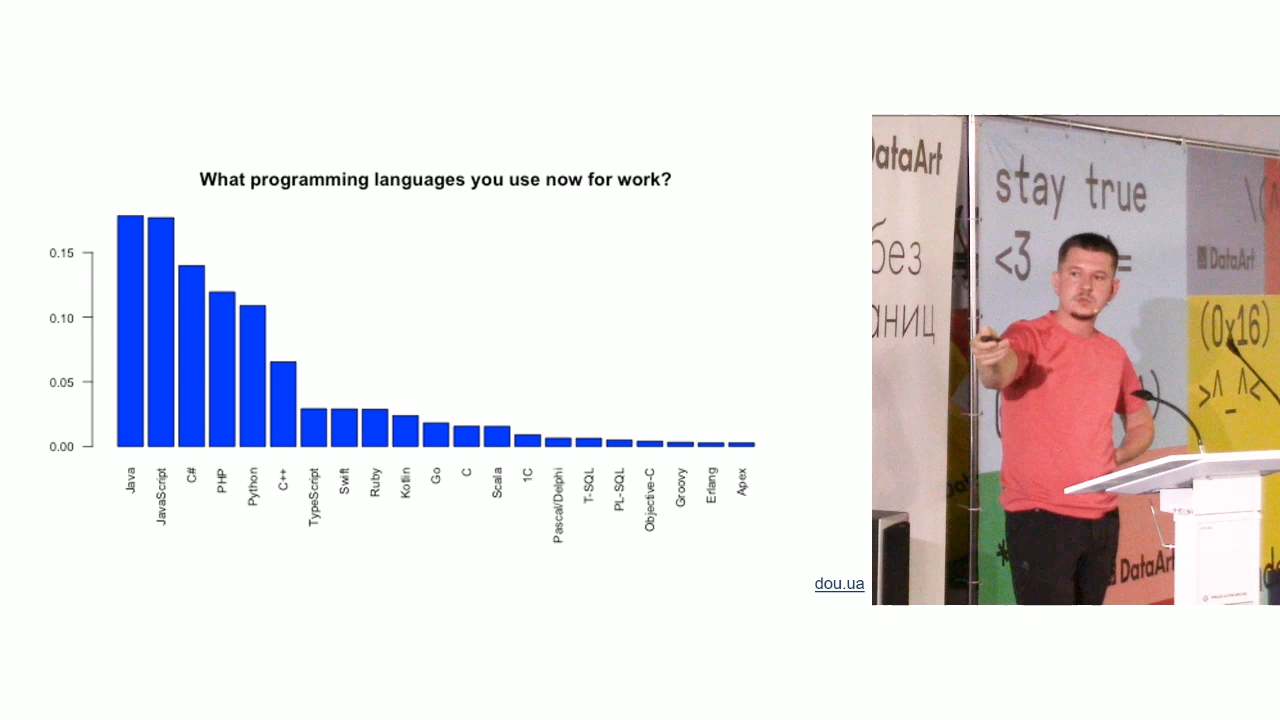 What programming languages you use now for work?
0.15
0.10
0.05
0.00
Java
JavaScript
C#
PHP
Python
C++
TypeScript
Swift
Ruby
Kotlin
Go
C
Scala
1C
Pascal/Delphi
T-SQL
PL-SQL
Objective-C
Groovy
Erlang
Apex
dou.ua
DataArt
без
stay true
<3
=
DataArt
(0x16)
>^_^<
DataArt